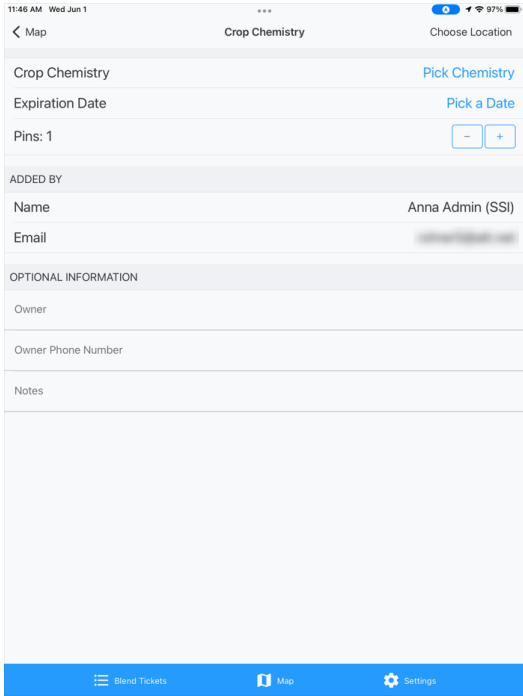 11:46 AM Wed Jun 1 97%
Map Crop Chemistry Choose Location
Crop Chemistry Pick Chemistry
Expiration Date Pick a Date
Pins: 1 − +
ADDED BY
Name Anna Admin (SSI)
Email
OPTIONAL INFORMATION
Owner
Owner Phone Number
Notes
Blend Tickets Map Settings